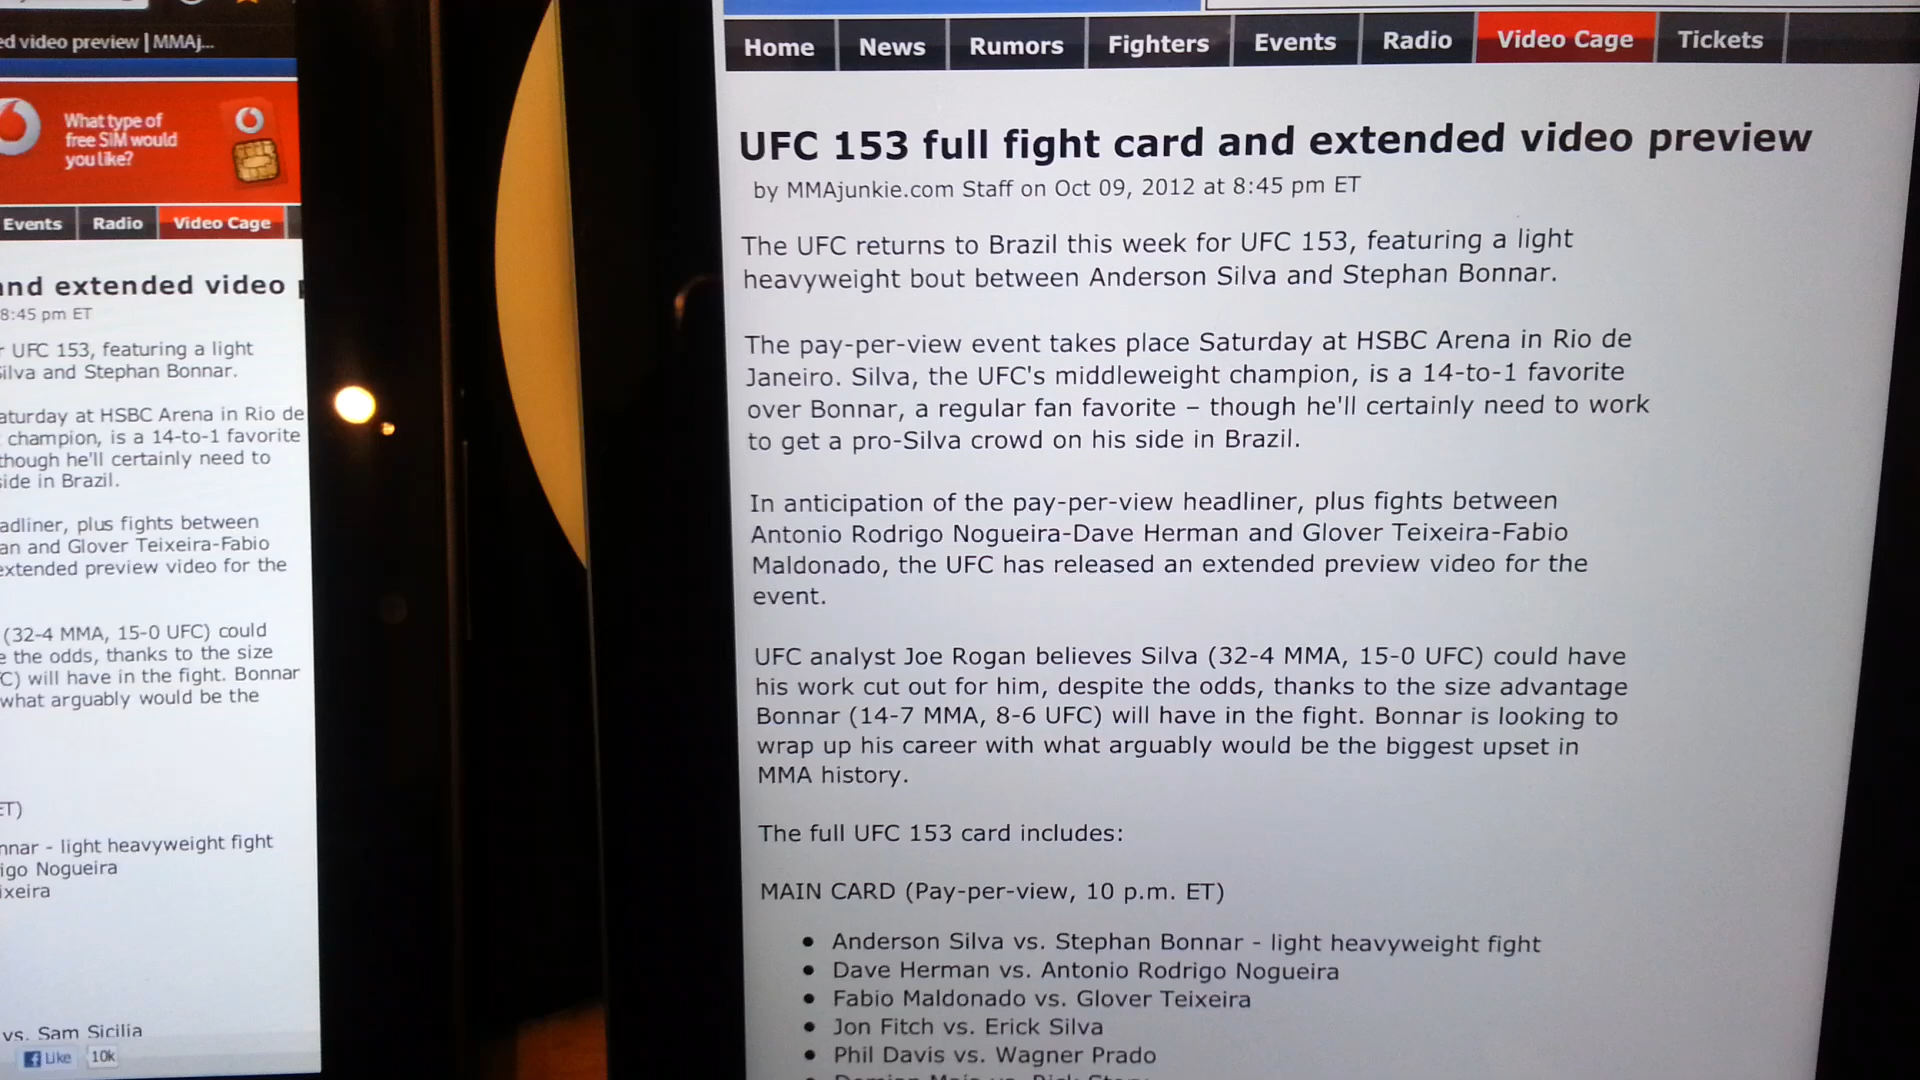 ed video preview | MMAj...
What type of
free SIM would
you like?
Events Radio Video Cage
nd extended video
8:45 pm ET
UFC 153, featuring a light
ilva and Stephan Bonnar.
aturday at HSBC Arena in Rio de
champion, is a 14-to-1 favorite
hough he'll certainly need to
side in Brazil.
adliner, plus fights between
an and Glover Teixeira-Fabio
extended preview video for the
(32-4 MMA, 15-0 UFC) could
e the odds, thanks to the size
C) will have in the fight. Bonnar
what arguably would be the
ET)
nnar - light heavyweight fight
igo Nogueira
ixeira
vs. Sam Sicilia
Like 10k
Home News Rumors Fighters Events Radio Video Cage Tickets
UFC 153 full fight card and extended video preview
by MMAjunkie.com Staff on Oct 09, 2012 at 8:45 pm ET
The UFC returns to Brazil this week for UFC 153, featuring a light
heavyweight bout between Anderson Silva and Stephan Bonnar.
The pay-per-view event takes place Saturday at HSBC Arena in Rio de
Janeiro. Silva, the UFC's middleweight champion, is a 14-to-1 favorite
over Bonnar, a regular fan favorite – though he'll certainly need to work
to get a pro-Silva crowd on his side in Brazil.
In anticipation of the pay-per-view headliner, plus fights between
Antonio Rodrigo Nogueira-Dave Herman and Glover Teixeira-Fabio
Maldonado, the UFC has released an extended preview video for the
event.
UFC analyst Joe Rogan believes Silva (32-4 MMA, 15-0 UFC) could have
his work cut out for him, despite the odds, thanks to the size advantage
Bonnar (14-7 MMA, 8-6 UFC) will have in the fight. Bonnar is looking to
wrap up his career with what arguably would be the biggest upset in
MMA history.
The full UFC 153 card includes:
MAIN CARD (Pay-per-view, 10 p.m. ET)
● Anderson Silva vs. Stephan Bonnar - light heavyweight fight
● Dave Herman vs. Antonio Rodrigo Nogueira
● Fabio Maldonado vs. Glover Teixeira
● Jon Fitch vs. Erick Silva
● Phil Davis vs. Wagner Prado